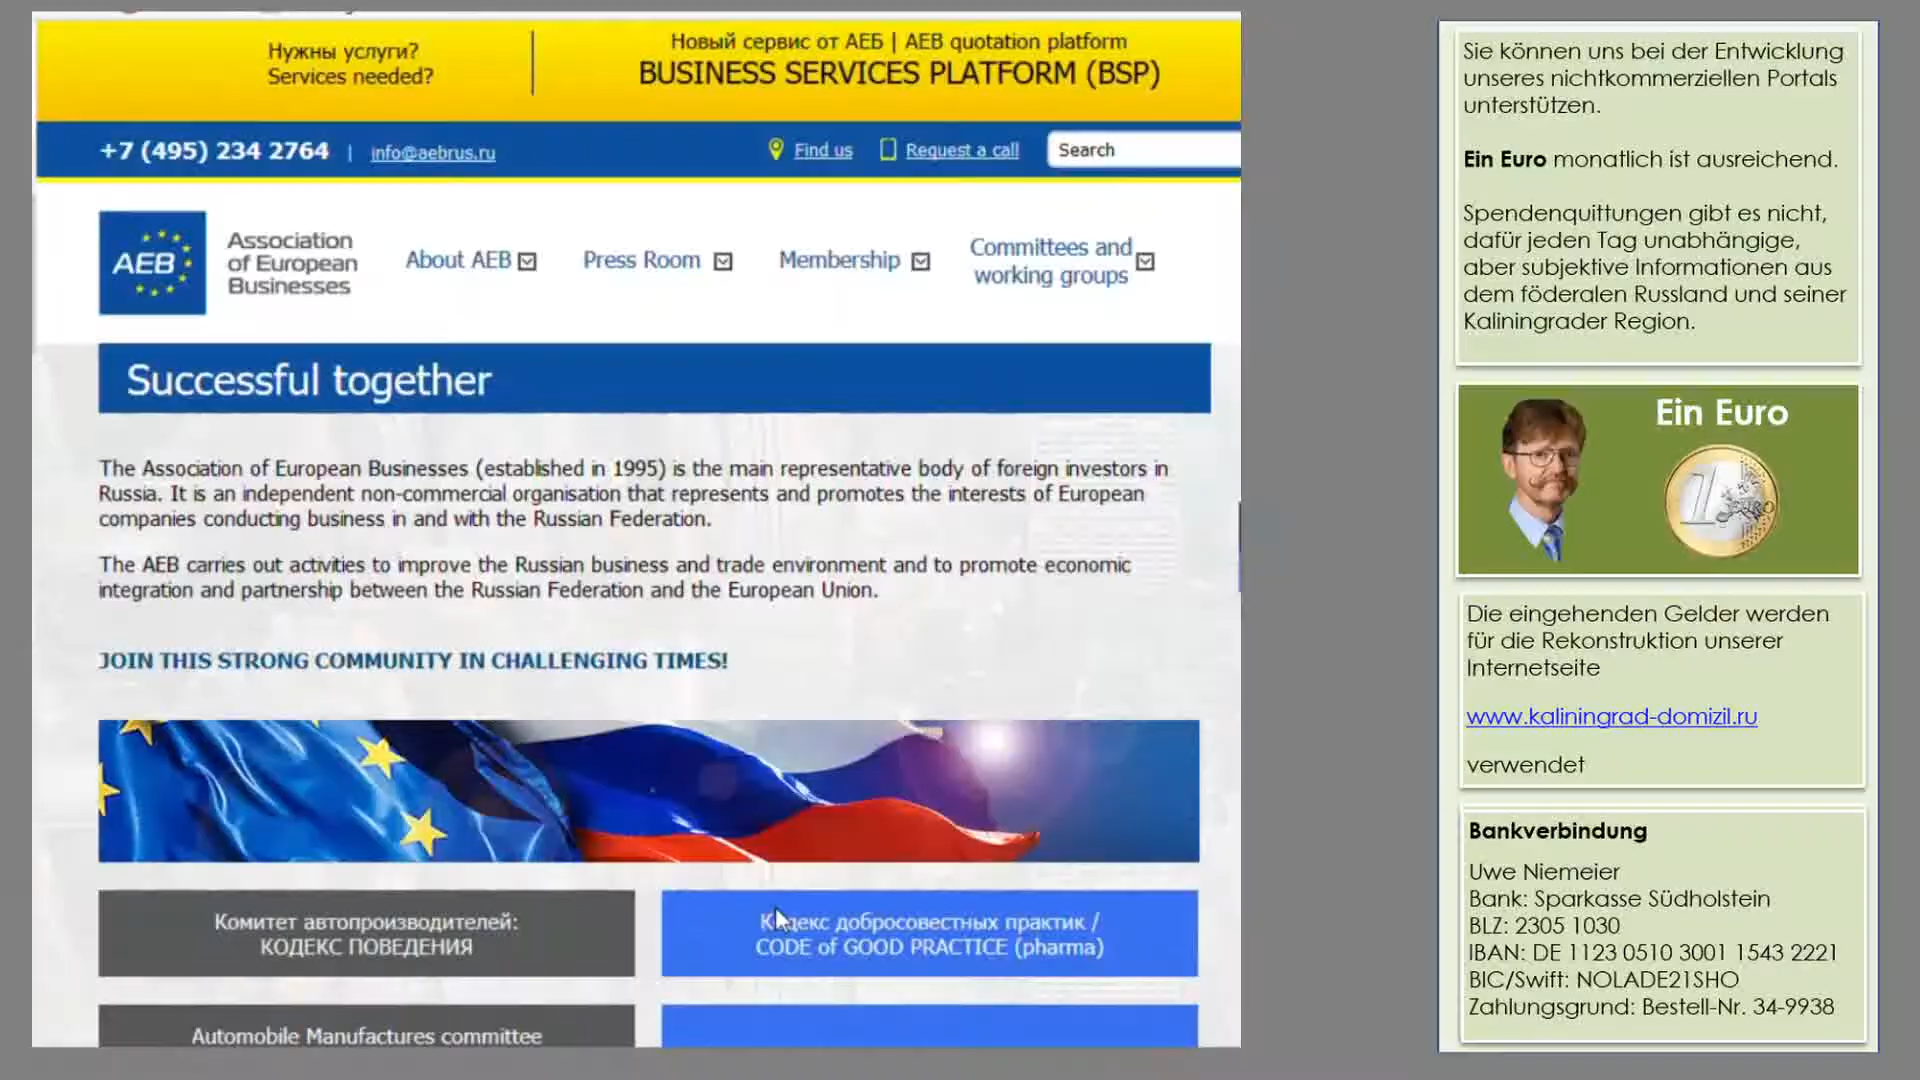 Нужны услуги?
Services needed?
Новый сервис от АЕБ | AEB quotation platform
BUSINESS SERVICES PLATFORM (BSP)
+7 (495) 234 2764 | info@aebrus.ru
Find us
Request a call
Search
AEB
Association
of European
Businesses
About AEB
Press Room
Membership
Committees and
working groups
Successful together
The Association of European Businesses (established in 1995) is the main representative body of foreign investors in
Russia. It is an independent non-commercial organisation that represents and promotes the interests of European
companies conducting business in and with the Russian Federation.
The AEB carries out activities to improve the Russian business and trade environment and to promote economic
integration and partnership between the Russian Federation and the European Union.
JOIN THIS STRONG COMMUNITY IN CHALLENGING TIMES!
Комитет автопроизводителей:
КОДЕКС ПОВЕДЕНИЯ
Кодекс добросовестных практик /
CODE of GOOD PRACTICE (pharma)
Automobile Manufactures committee
Sie können uns bei der Entwicklung
unseres nichtkommerziellen Portals
unterstützen.
Ein Euro monatlich ist ausreichend.
Spendenquittungen gibt es nicht,
dafür jeden Tag unabhängige,
aber subjektive Informationen aus
dem föderalen Russland und seiner
Kaliningrader Region.
Ein Euro
1 EURO
Die eingehenden Gelder werden
für die Rekonstruktion unserer
Internetseite
www.kaliningrad-domizil.ru
verwendet
Bankverbindung
Uwe Niemeier
Bank: Sparkasse Südholstein
BLZ: 2305 1030
IBAN: DE 1123 0510 3001 1543 2221
BIC/Swift: NOLADE21SHO
Zahlungsgrund: Bestell-Nr. 34-9938